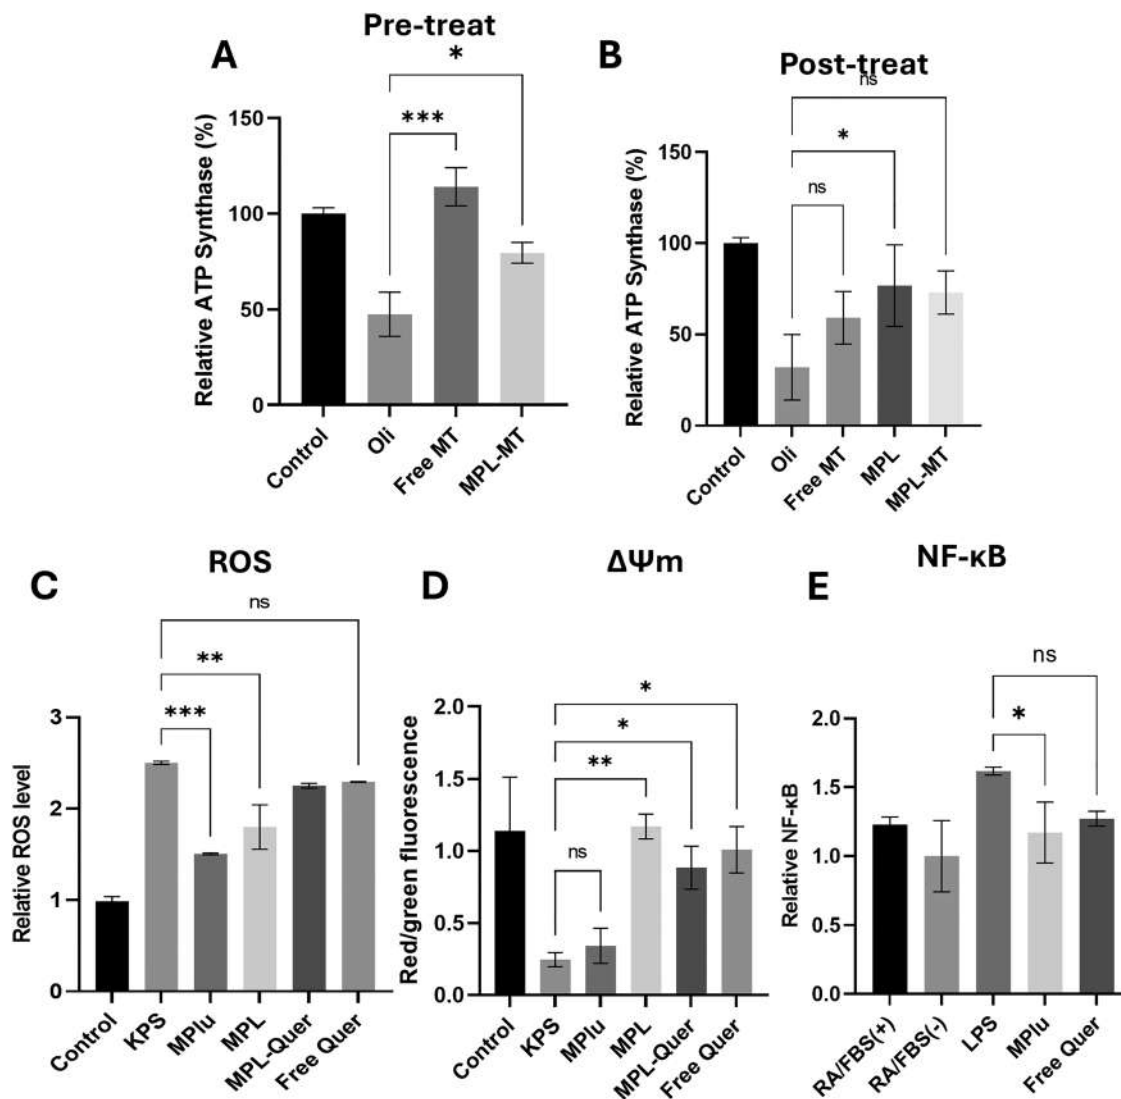 Pre-treat
A
*
***
Relative ATP Synthase (%)
150
100
50
0
Control
Oli
Free MT
MPL-MT
B
Post-treat
ns
*
ns
Relative ATP Synthase (%)
150
100
50
0
Control
Oli
Free MT
MPL
MPL-MT
ROS
C
ns
**
***
Relative ROS level
3
2
1
0
Control
KPS
MPlu
MPL
MPL-Quer
Free Quer
ΔΨm
D
*
*
**
ns
Red/green fluorescence
2.0
1.5
1.0
0.5
0.0
Control
KPS
MPlu
MPL
MPL-Quer
Free Quer
NF-κB
E
ns
*
Relative NF-κB
2.0
1.5
1.0
0.5
0.0
RA/FBS(+)
RA/FBS(-)
LPS
MPlu
Free Quer